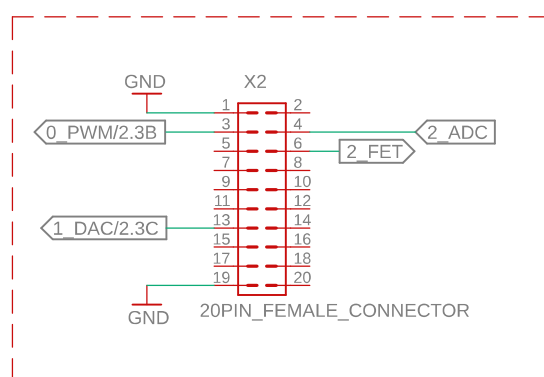 GND X2
1 2
0_PWM/2.3B 3 4 2_ADC
5 6 2_FET
7 8
9 10
11 12
1_DAC/2.3C 13 14
15 16
17 18
19 20
GND 20PIN_FEMALE_CONNECTOR